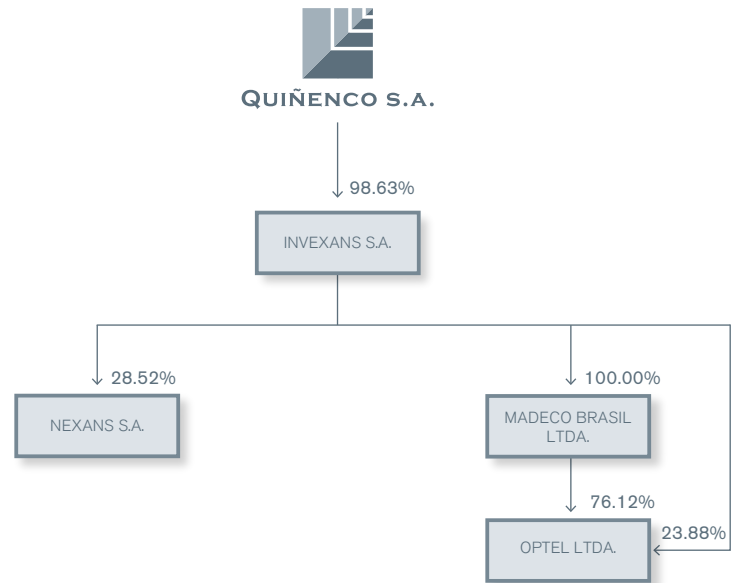 QUIÑENCO S.A.
98.63%
INVEXANS S.A.
28.52%
100.00%
NEXANS S.A.
MADECO BRASIL
LTDA.
76.12%
23.88%
OPTEL LTDA.